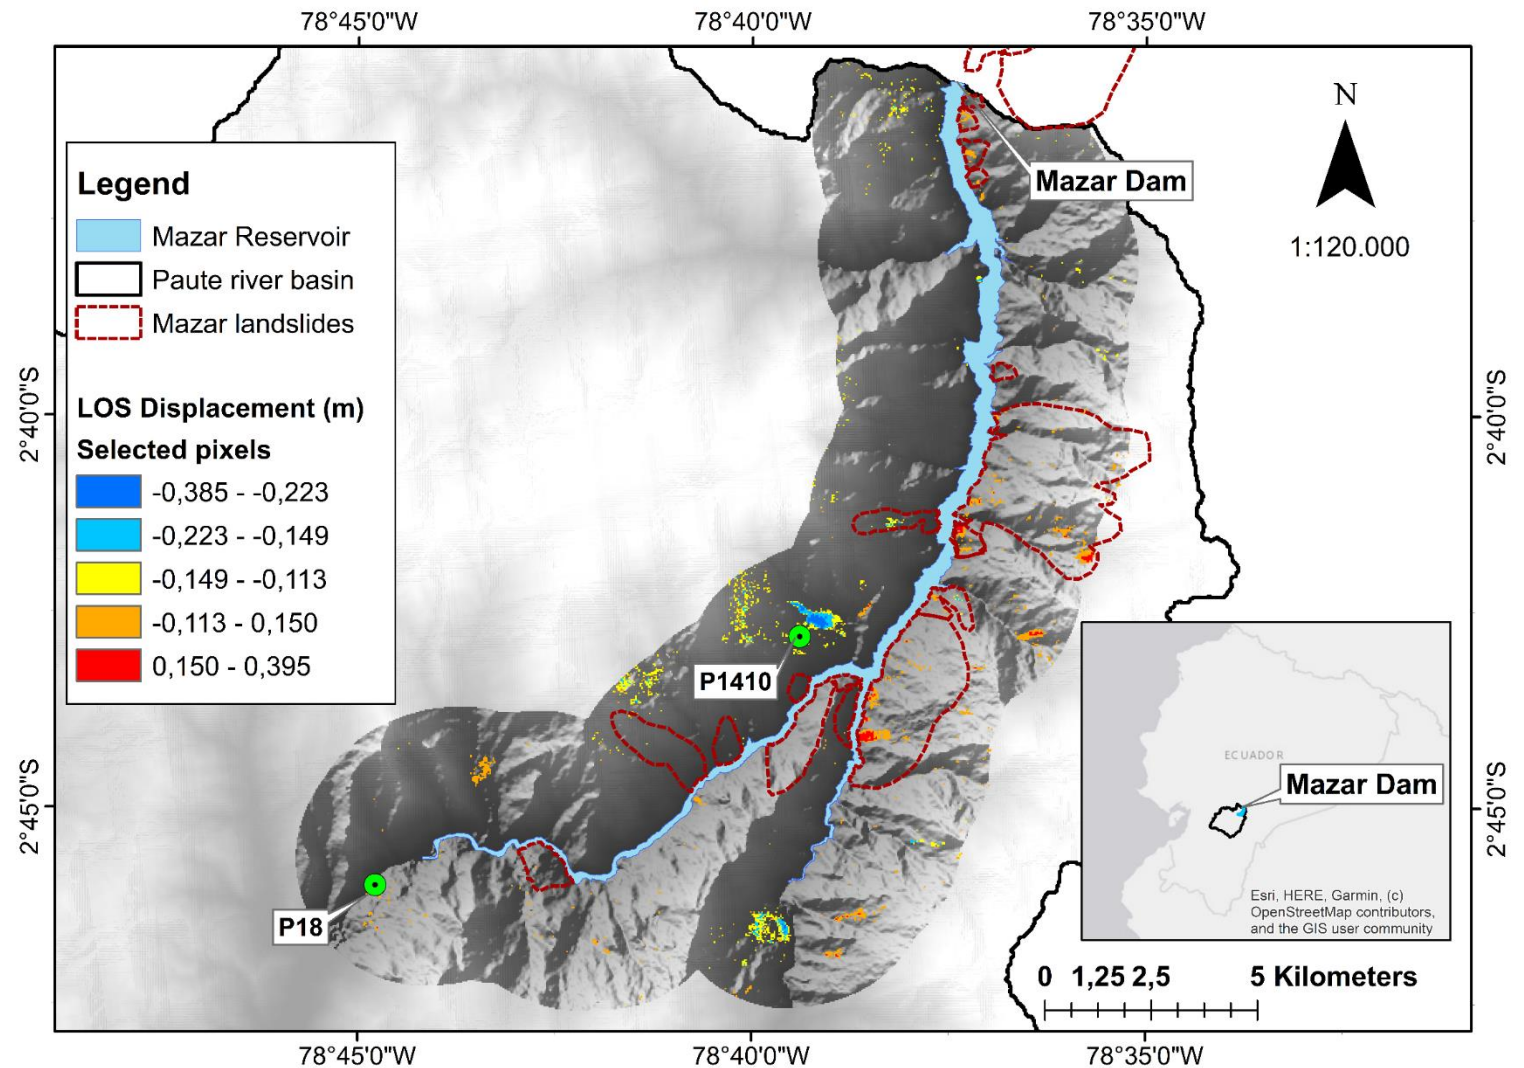 78°45'0"W
78°40'0"W
78°35'0"W
N
1:120.000
Mazar Dam
Legend
Mazar Reservoir
Paute river basin
Mazar landslides
LOS Displacement (m)
Selected pixels
-0,385 - -0,223
-0,223 - -0,149
-0,149 - -0,113
-0,113 - 0,150
0,150 - 0,395
2°40'0"S
2°40'0"S
P1410
P18
2°45'0"S
2°45'0"S
ECUADOR
Mazar Dam
Esri, HERE, Garmin, (c)
OpenStreetMap contributors,
and the GIS user community
0 1,25 2,5 5 Kilometers
78°45'0"W
78°40'0"W
78°35'0"W